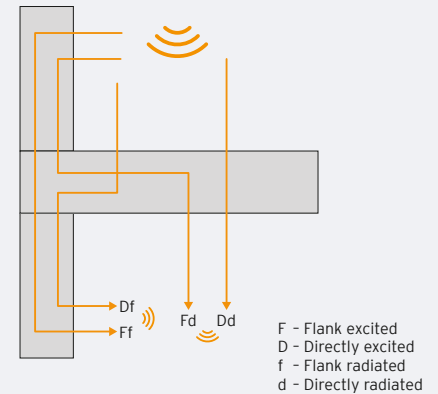 Df
Ff
Fd Dd
F – Flank excited
D – Directly excited
f – Flank radiated
d – Directly radiated